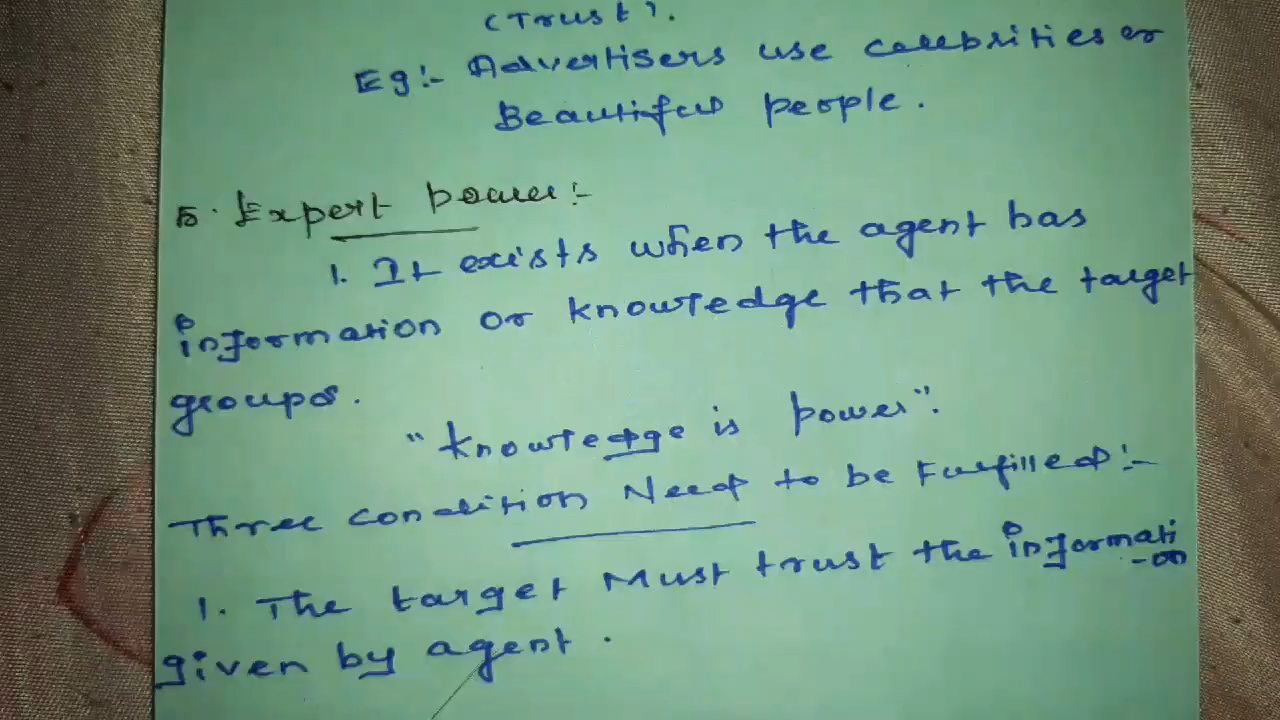 (Trust).
Eg:- Advertisers use celebrities or
Beautiful people.
5. Expert power:-
1. It exists when the agent has
information or knowledge that the target
groups.
"knowledge is power".
Three condition Need to be Fulfilled:-
1. The target Must trust the informati
-on
given by agent.